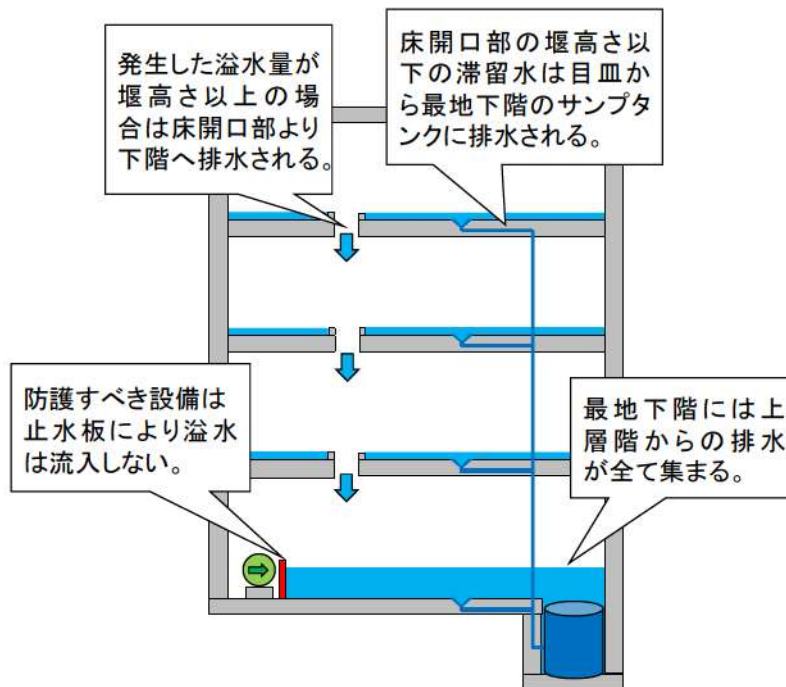 発生した溢水量が
堰高さ以上の場
合は床開口部より
下階へ排水される。
床開口部の堰高さ以
下の滞留水は目皿か
ら最地下階のサンプタ
ンクに排水される。
防護すべき設備は
止水板により溢水
は流入しない。
最地下階には上
層階からの排水
が全て集まる。